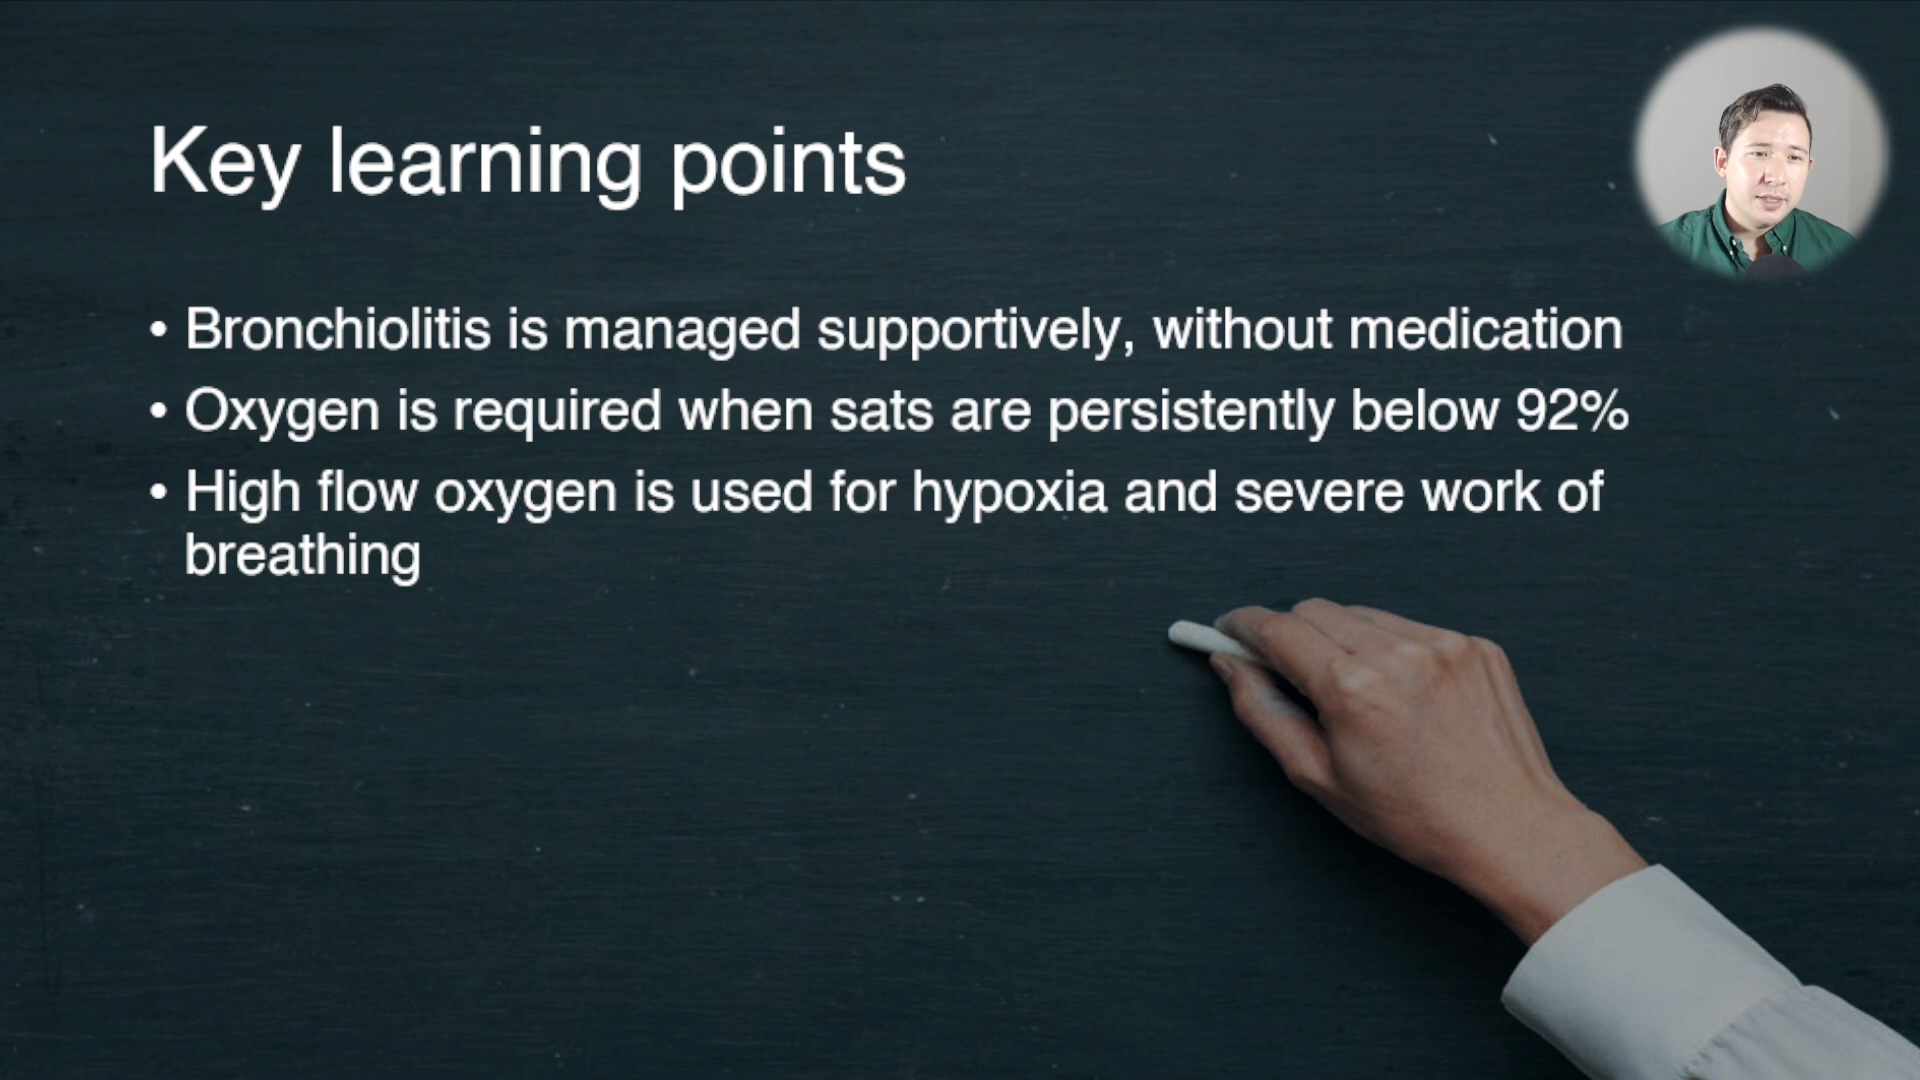 Key learning points
• Bronchiolitis is managed supportively, without medication
• Oxygen is required when sats are persistently below 92%
• High flow oxygen is used for hypoxia and severe work of
breathing